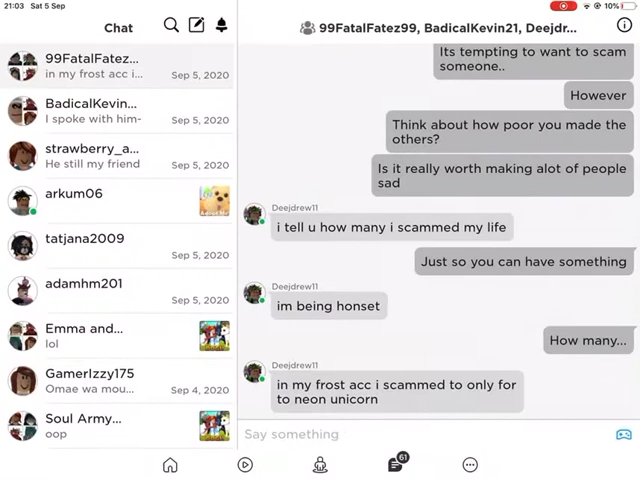 21:03 Sat 5 Sep
10%
Chat
99FatalFatez99, BadicalKevin21, Deejdr...
99FatalFatez...
in my frost acc i...
Sep 5, 2020
BadicalKevin...
I spoke with him-
Sep 5, 2020
strawberry_a...
He still my friend
Sep 5, 2020
arkum06
tatjana2009
Sep 5, 2020
adamhm201
Sep 5, 2020
Emma and...
lol
GamerIzzy175
Omae wa mou...
Sep 4, 2020
Soul Army...
oop
Its tempting to want to scam
someone..
However
Think about how poor you made the
others?
Is it really worth making alot of people
sad
Deejdrew11
i tell u how many i scammed my life
Just so you can have something
Deejdrew11
im being honset
How many...
Deejdrew11
in my frost acc i scammed to only for
to neon unicorn
Say something
61